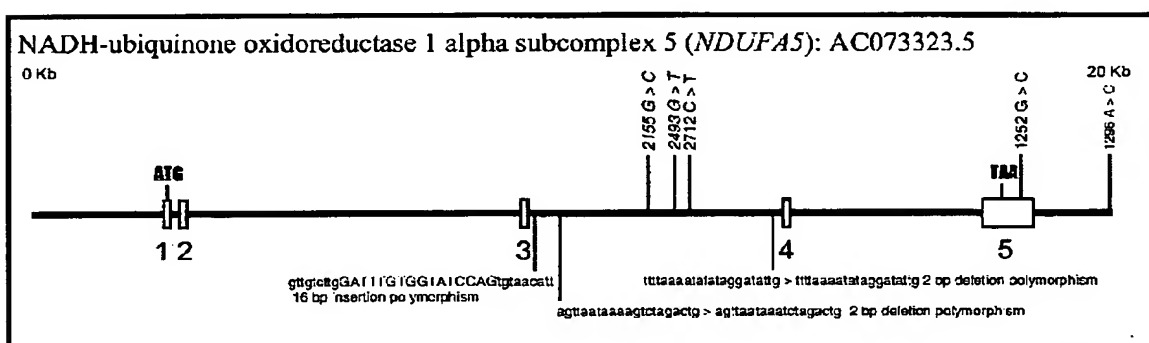 NADH-ubiquinone oxidoreductase 1 alpha subcomplex 5 (NDUFA5): AC073323.5
0 Kb
20 Kb
2155 G > C
2493 G > T
2712 C > T
1252 G > C
1296 A > C
ATG
TAA
1 2
3
4
5
gttgtcttgGATTTGTGGTATCCAGtgtaacatt
16 bp insertion polymorphism
ttttaaaatatataggatattg > ttttaaaatataggatattg 2 bp deletion polymorphism
agttaataaaagtctagactg > agttaataaatctagactg 2 bp deletion polymorphism